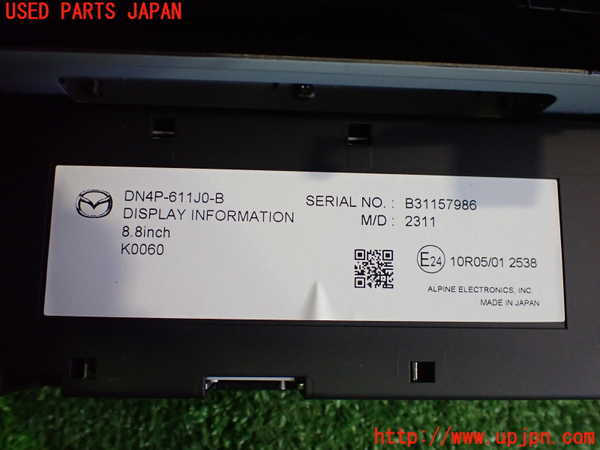 USED PARTS JAPAN
DN4P-611J0-B
DISPLAY INFORMATION
8.8inch
K0060
SERIAL NO. : B31157986
M/D : 2311
E24 10R05/01 2538
ALPINE ELECTRONICS, INC.
MADE IN JAPAN
http://www.upjpn.com/